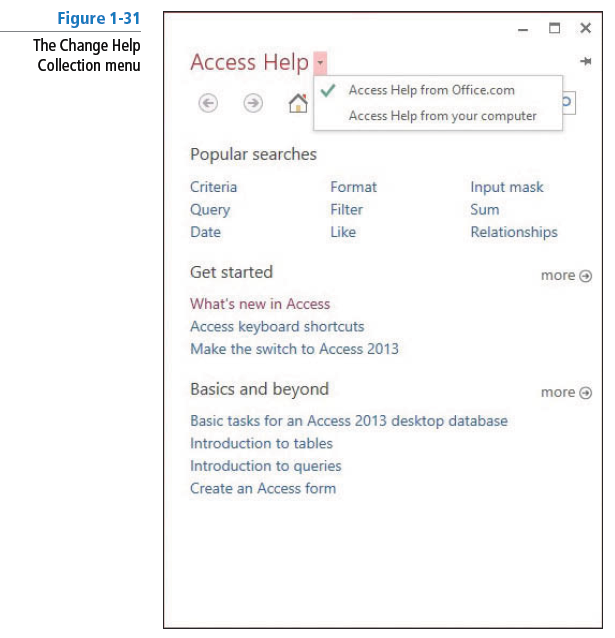 Figure 1-31
The Change Help
Collection menu
Access Help
Access Help from Office.com
Access Help from your computer
Popular searches
Criteria Format Input mask
Query Filter Sum
Date Like Relationships
Get started more
What's new in Access
Access keyboard shortcuts
Make the switch to Access 2013
Basics and beyond more
Basic tasks for an Access 2013 desktop database
Introduction to tables
Introduction to queries
Create an Access form